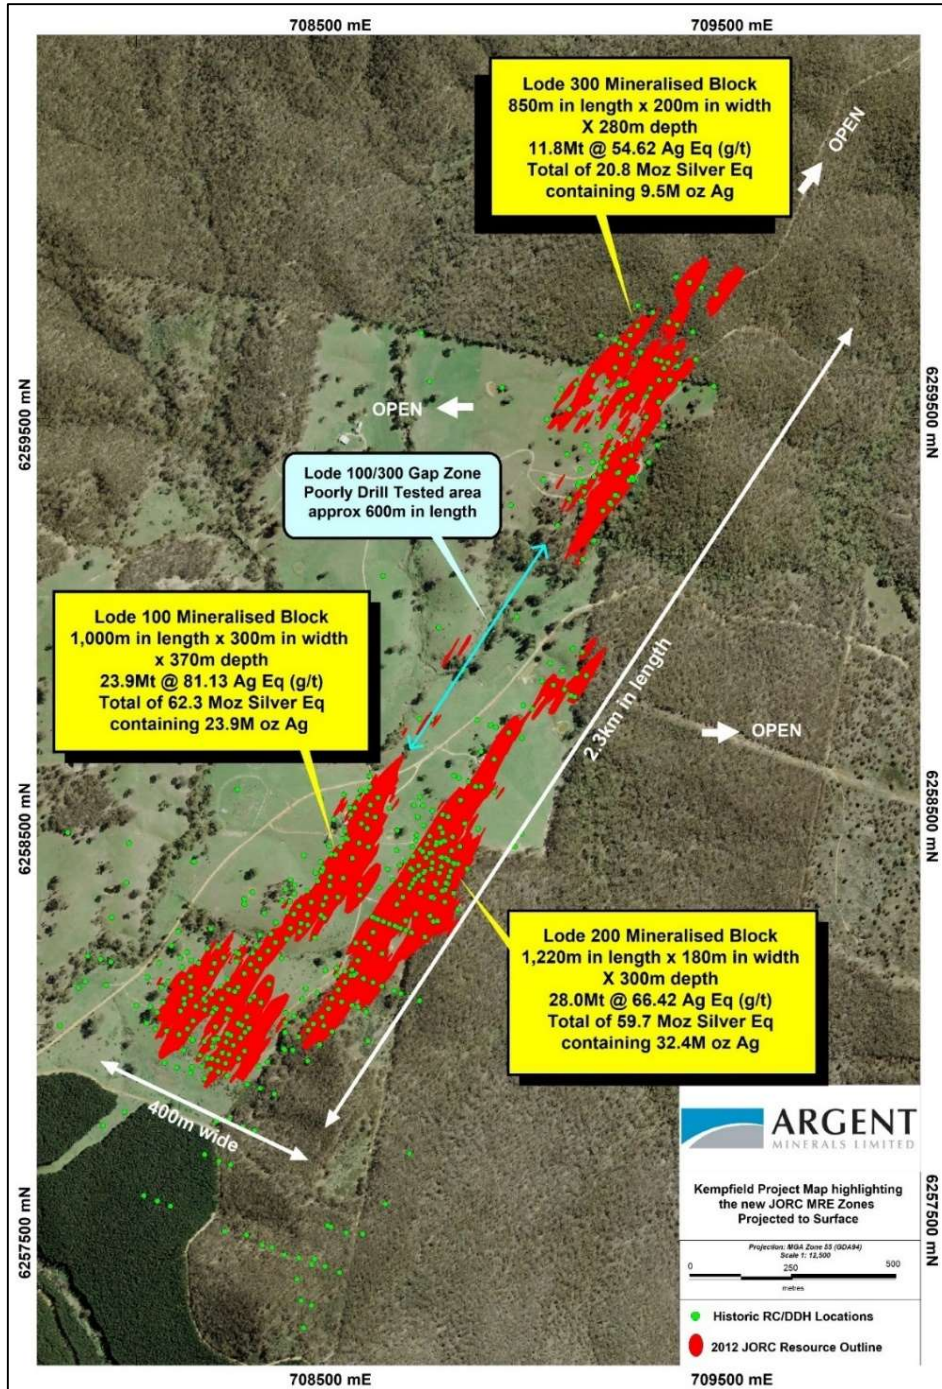 708500 mE
709500 mE
Lode 300 Mineralised Block
850m in length x 200m in width
X 280m depth
11.8Mt @ 54.62 Ag Eq (g/t)
Total of 20.8 Moz Silver Eq
containing 9.5M oz Ag
OPEN
6259500 mN
6259500 mN
OPEN
Lode 100/300 Gap Zone
Poorly Drill Tested area
approx 600m in length
Lode 100 Mineralised Block
1,000m in length x 300m in width
x 370m depth
23.9Mt @ 81.13 Ag Eq (g/t)
Total of 62.3 Moz Silver Eq
containing 23.9M oz Ag
2.3km in length
OPEN
6258500 mN
6258500 mN
Lode 200 Mineralised Block
1,220m in length x 180m in width
X 300m depth
28.0Mt @ 66.42 Ag Eq (g/t)
Total of 59.7 Moz Silver Eq
containing 32.4M oz Ag
400m wide
ARGENT
MINERALS LIMITED
6257500 mN
6257500 mN
Kempfield Project Map highlighting
the new JORC MRE Zones
Projected to Surface
Projection: MGA Zone 55 (GDA94)
Scale 1: 12,500
0 250 500
metres
Historic RC/DDH Locations
2012 JORC Resource Outline
708500 mE
709500 mE